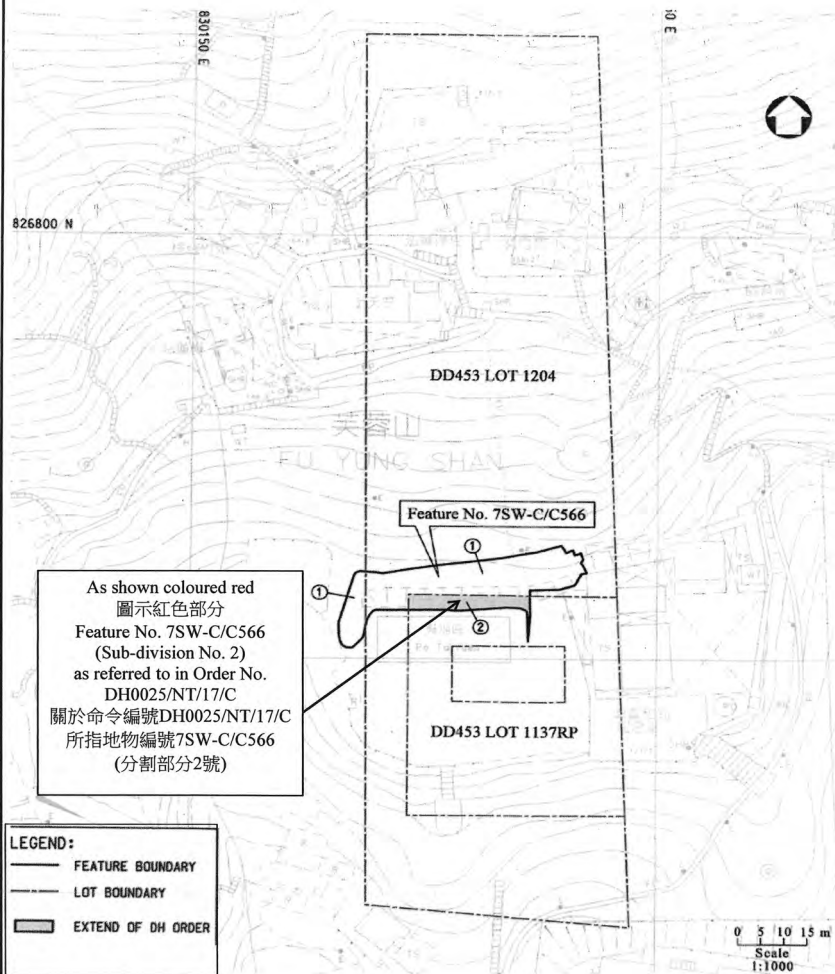 830150 E
0 E
826800 N
DD453 LOT 1204
芙蓉山
FU YUNG SHAN
Feature No. 7SW-C/C566
①
①
②
As shown coloured red
圖示紅色部分
Feature No. 7SW-C/C566
(Sub-division No. 2)
as referred to in Order No.
DH0025/NT/17/C
關於命令編號DH0025/NT/17/C
所指地物編號7SW-C/C566
(分割部分2號)
DD453 LOT 1137RP
LEGEND:
FEATURE BOUNDARY
LOT BOUNDARY
EXTEND OF DH ORDER
0 5 10 15 m
Scale
1:1000